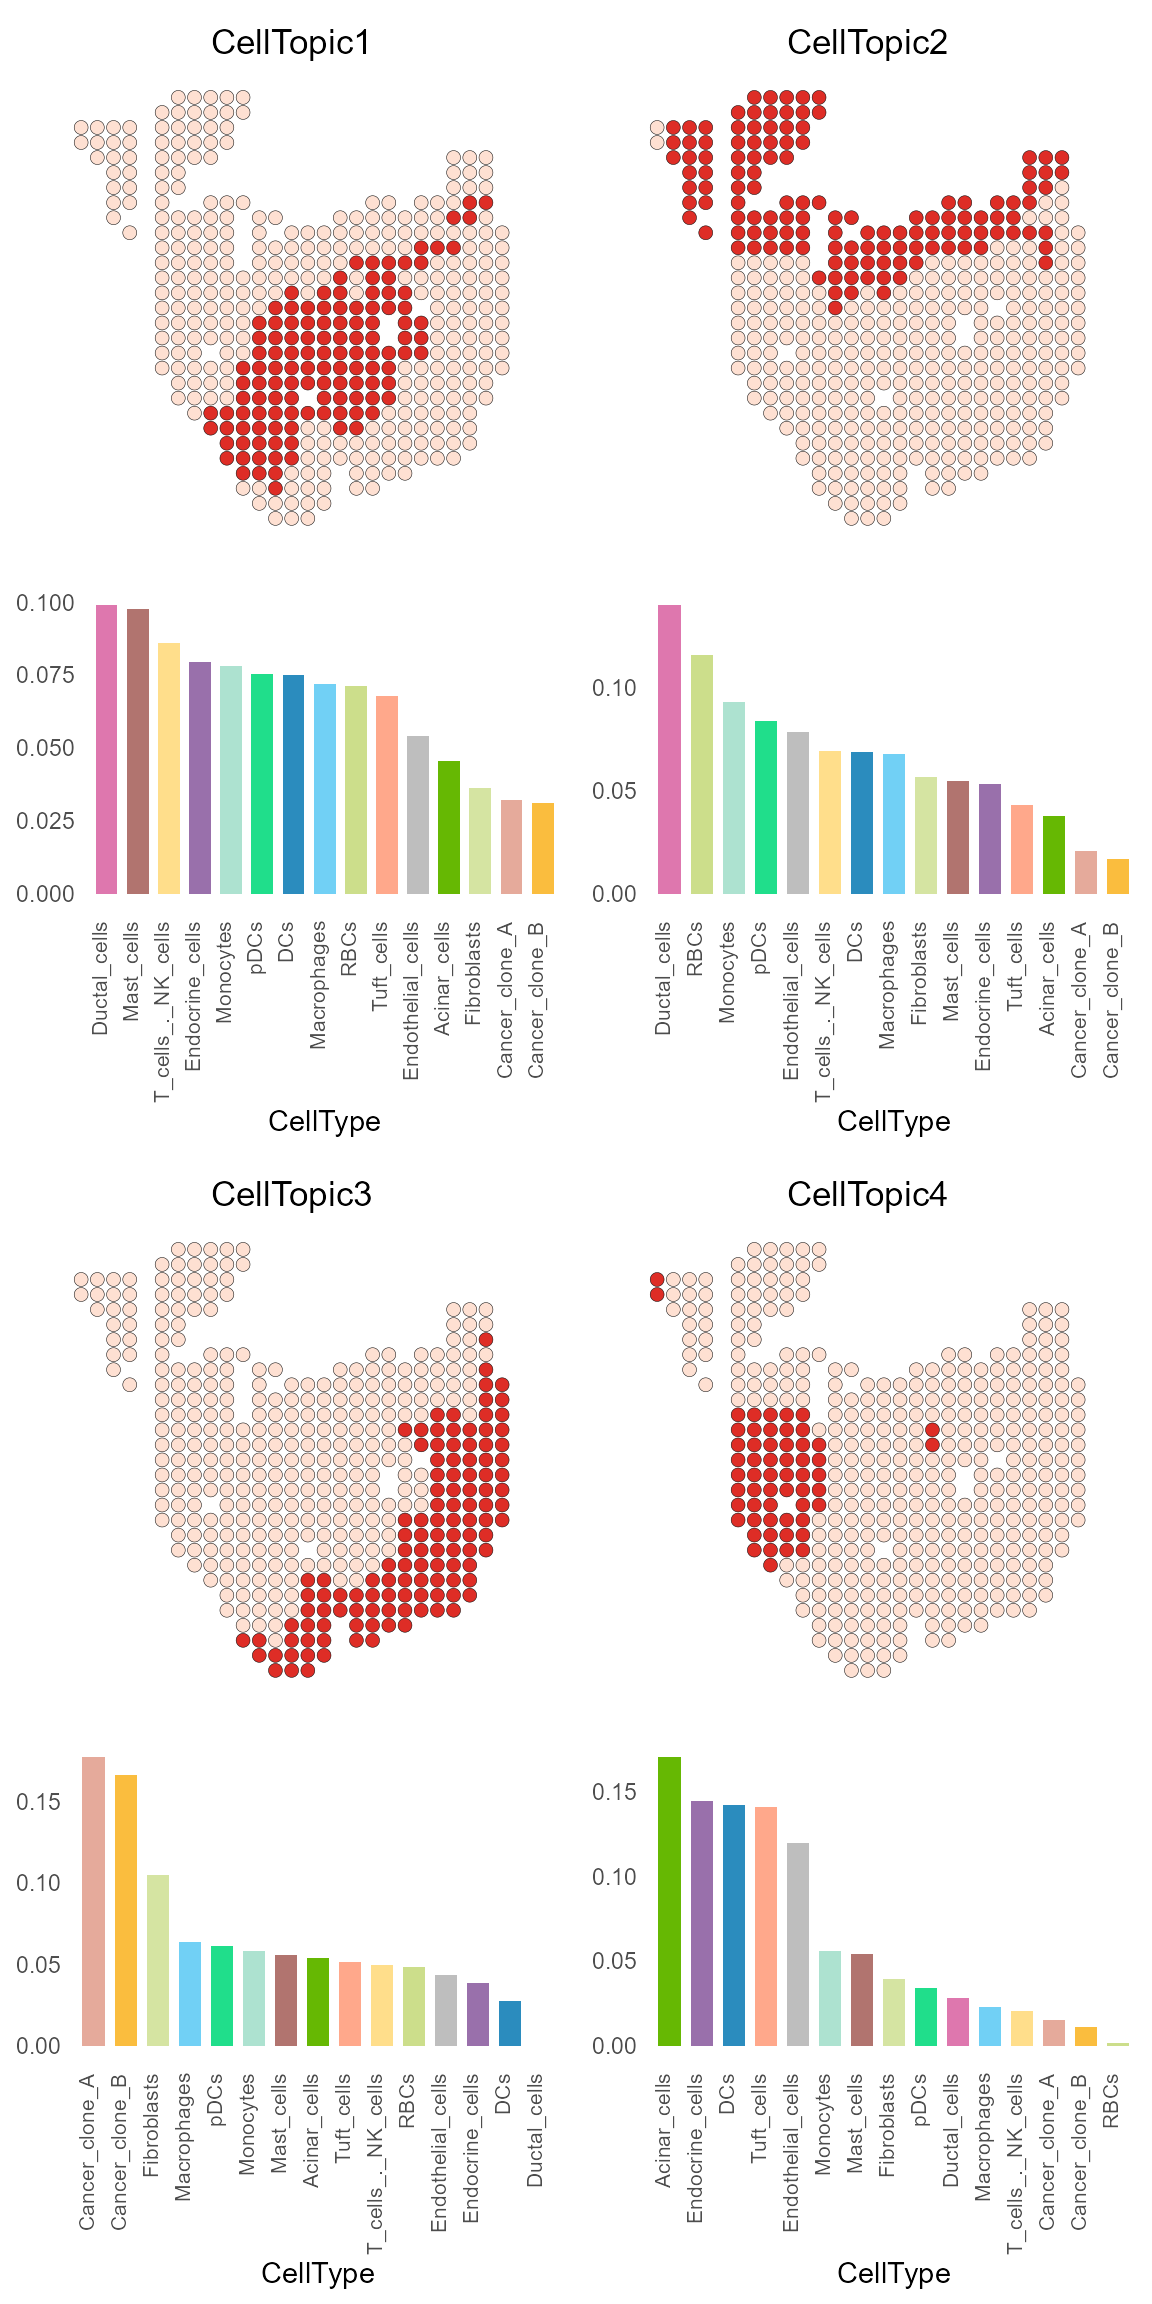 CellTopic1
CellTopic2
0.100
0.075
0.050
0.025
0.000
Ductal_cells
Mast_cells
T_cells_._NK_cells
Endocrine_cells
Monocytes
pDCs
DCs
Macrophages
RBCs
Tuft_cells
Endothelial_cells
Acinar_cells
Fibroblasts
Cancer_clone_A
Cancer_clone_B
CellType
0.10
0.05
0.00
Ductal_cells
RBCs
Monocytes
pDCs
Endothelial_cells
T_cells_._NK_cells
DCs
Macrophages
Fibroblasts
Mast_cells
Endocrine_cells
Tuft_cells
Acinar_cells
Cancer_clone_A
Cancer_clone_B
CellType
CellTopic3
CellTopic4
0.15
0.10
0.05
0.00
Cancer_clone_A
Cancer_clone_B
Fibroblasts
Macrophages
pDCs
Monocytes
Mast_cells
Acinar_cells
Tuft_cells
T_cells_._NK_cells
RBCs
Endothelial_cells
Endocrine_cells
DCs
Ductal_cells
CellType
0.15
0.10
0.05
0.00
Acinar_cells
Endocrine_cells
DCs
Tuft_cells
Endothelial_cells
Monocytes
Mast_cells
Fibroblasts
pDCs
Ductal_cells
Macrophages
T_cells_._NK_cells
Cancer_clone_A
Cancer_clone_B
RBCs
CellType